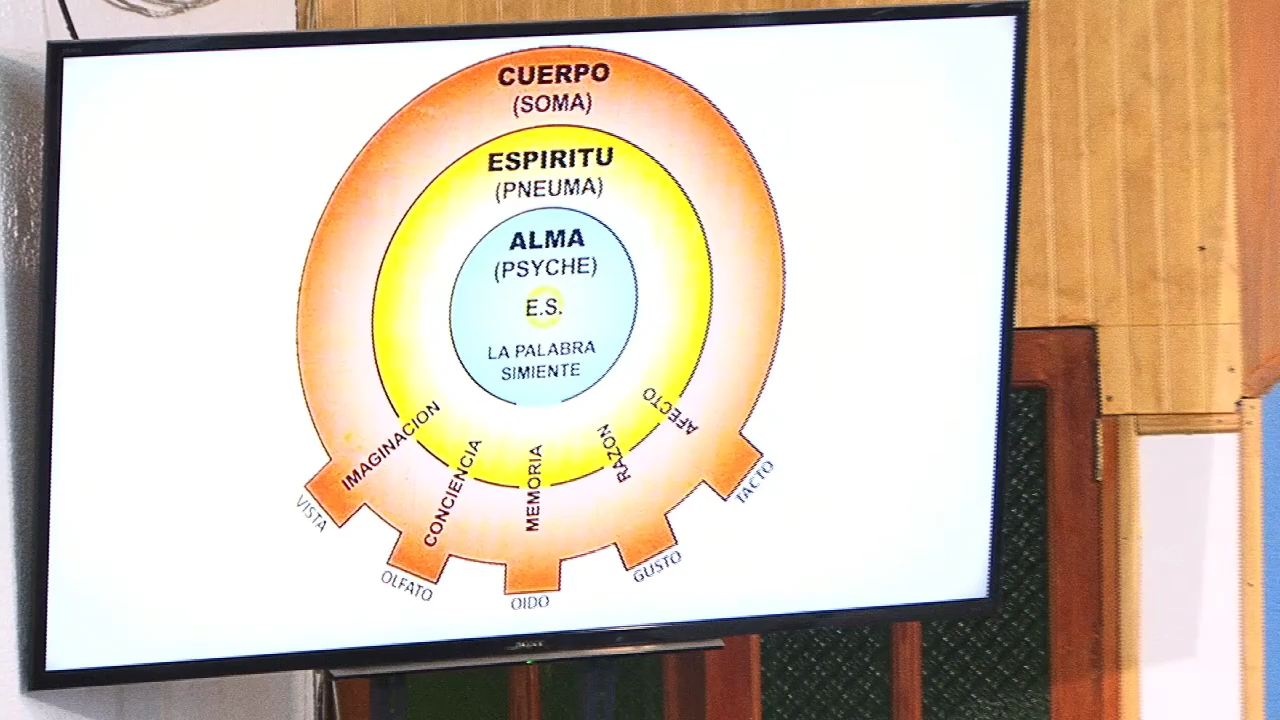 CUERPO
(SOMA)
ESPIRITU
(PNEUMA)
ALMA
(PSYCHE)
E.S.
LA PALABRA
SIMIENTE
IMAGINACION
CONCIENCIA
MEMORIA
RAZON
AFECTO
VISTA
OLFATO
OIDO
GUSTO
TACTO